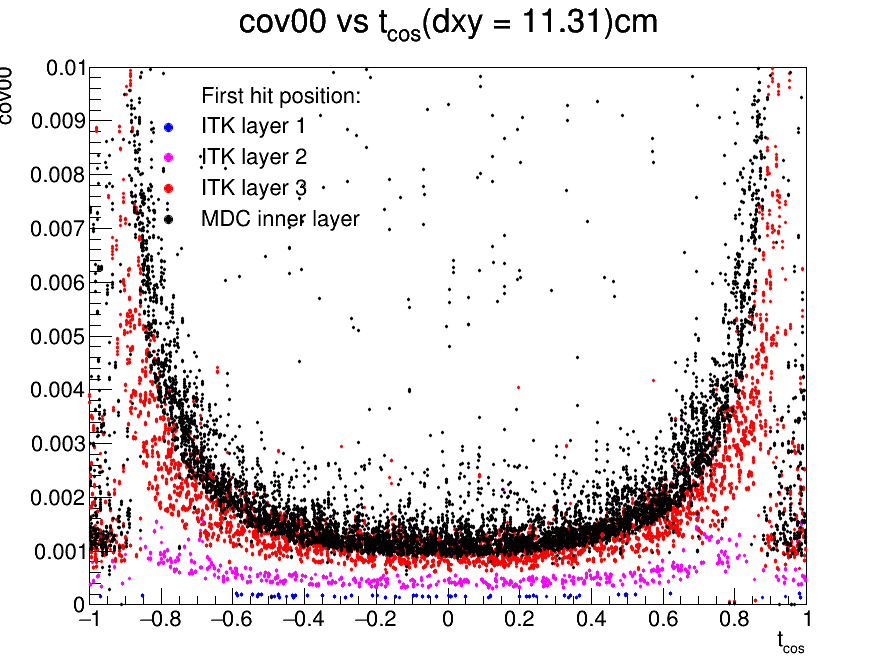 cov00 vs t_cos(dxy = 11.31)cm
cov00
0.01
0.009
0.008
0.007
0.006
0.005
0.004
0.003
0.002
0.001
0
First hit position:
ITK layer 1
ITK layer 2
ITK layer 3
MDC inner layer
−1 −0.8 −0.6 −0.4 −0.2 0 0.2 0.4 0.6 0.8 1
t_cos